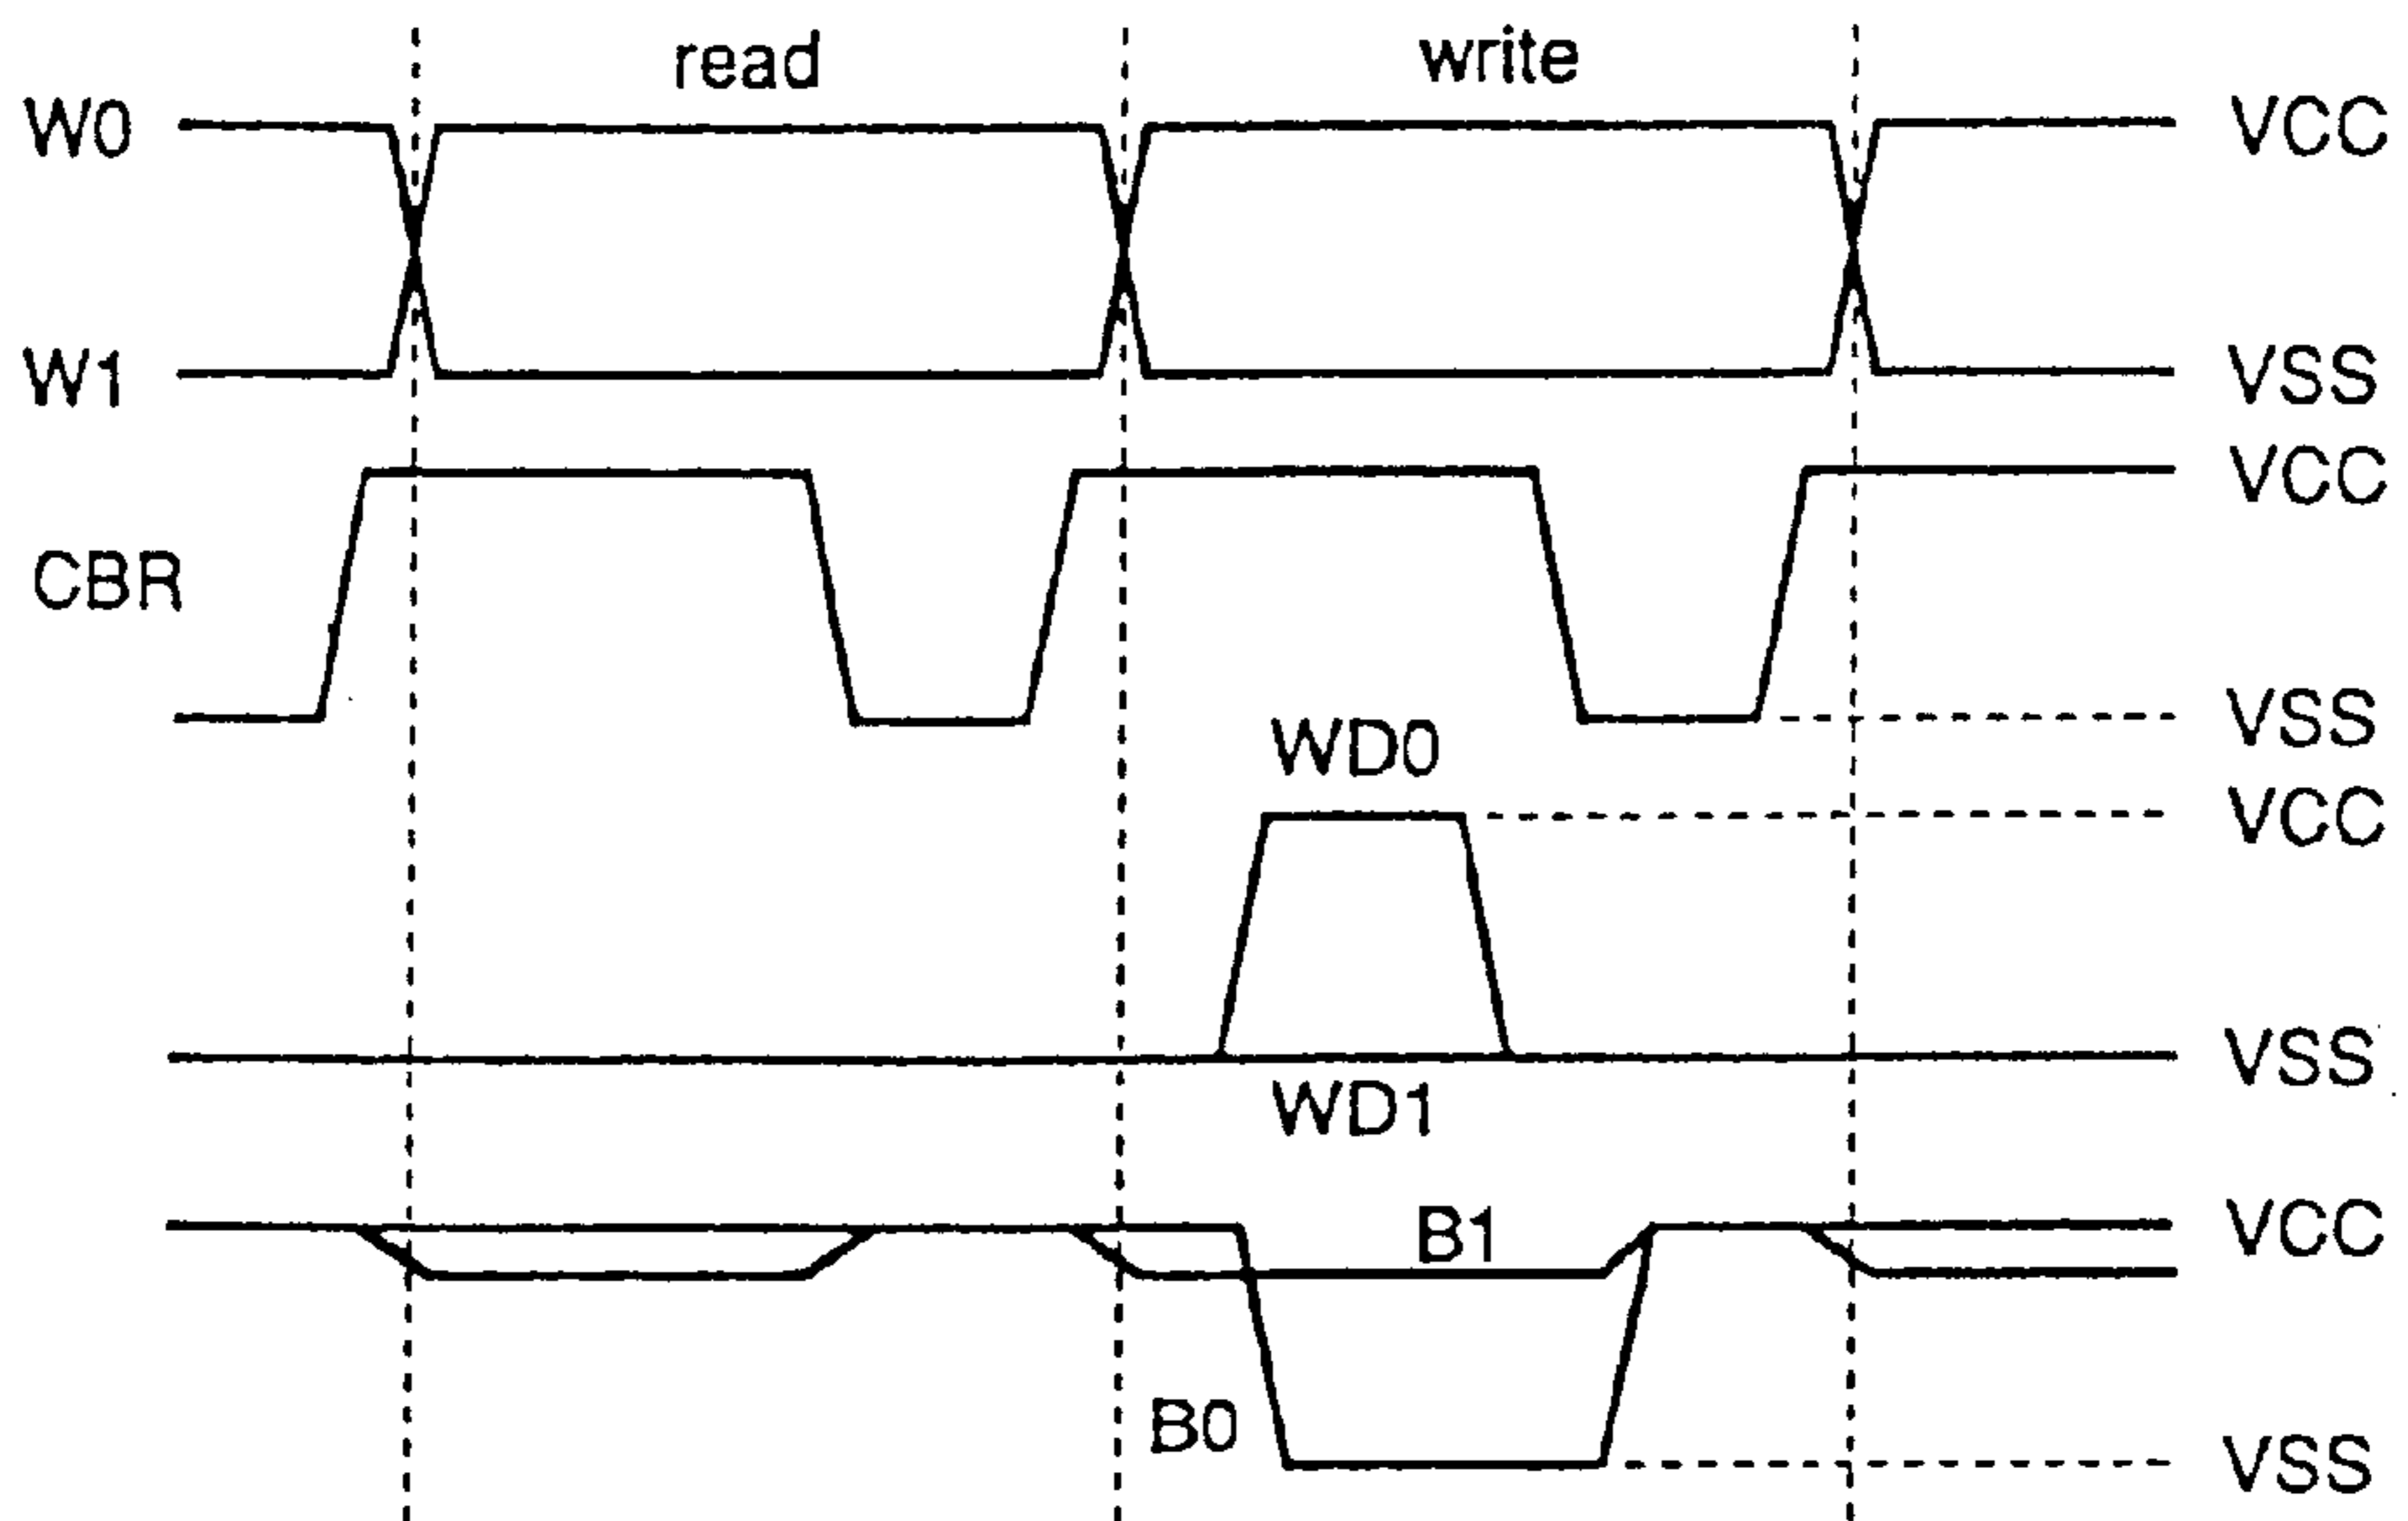 read write
W0 VCC
W1 VSS
VCC
CBR
VSS
WD0
VCC
VSS
WD1
B1 VCC
B0
VSS